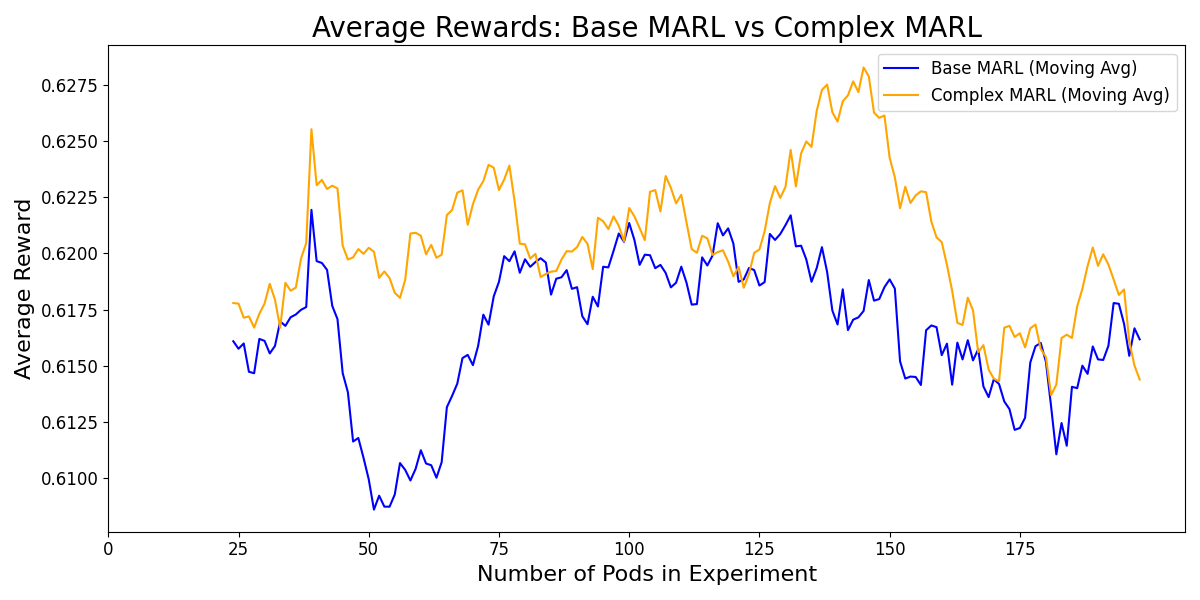 Average Rewards: Base MARL vs Complex MARL
Base MARL (Moving Avg)
Complex MARL (Moving Avg)
Average Reward
0.6275
0.6250
0.6225
0.6200
0.6175
0.6150
0.6125
0.6100
0 25 50 75 100 125 150 175
Number of Pods in Experiment